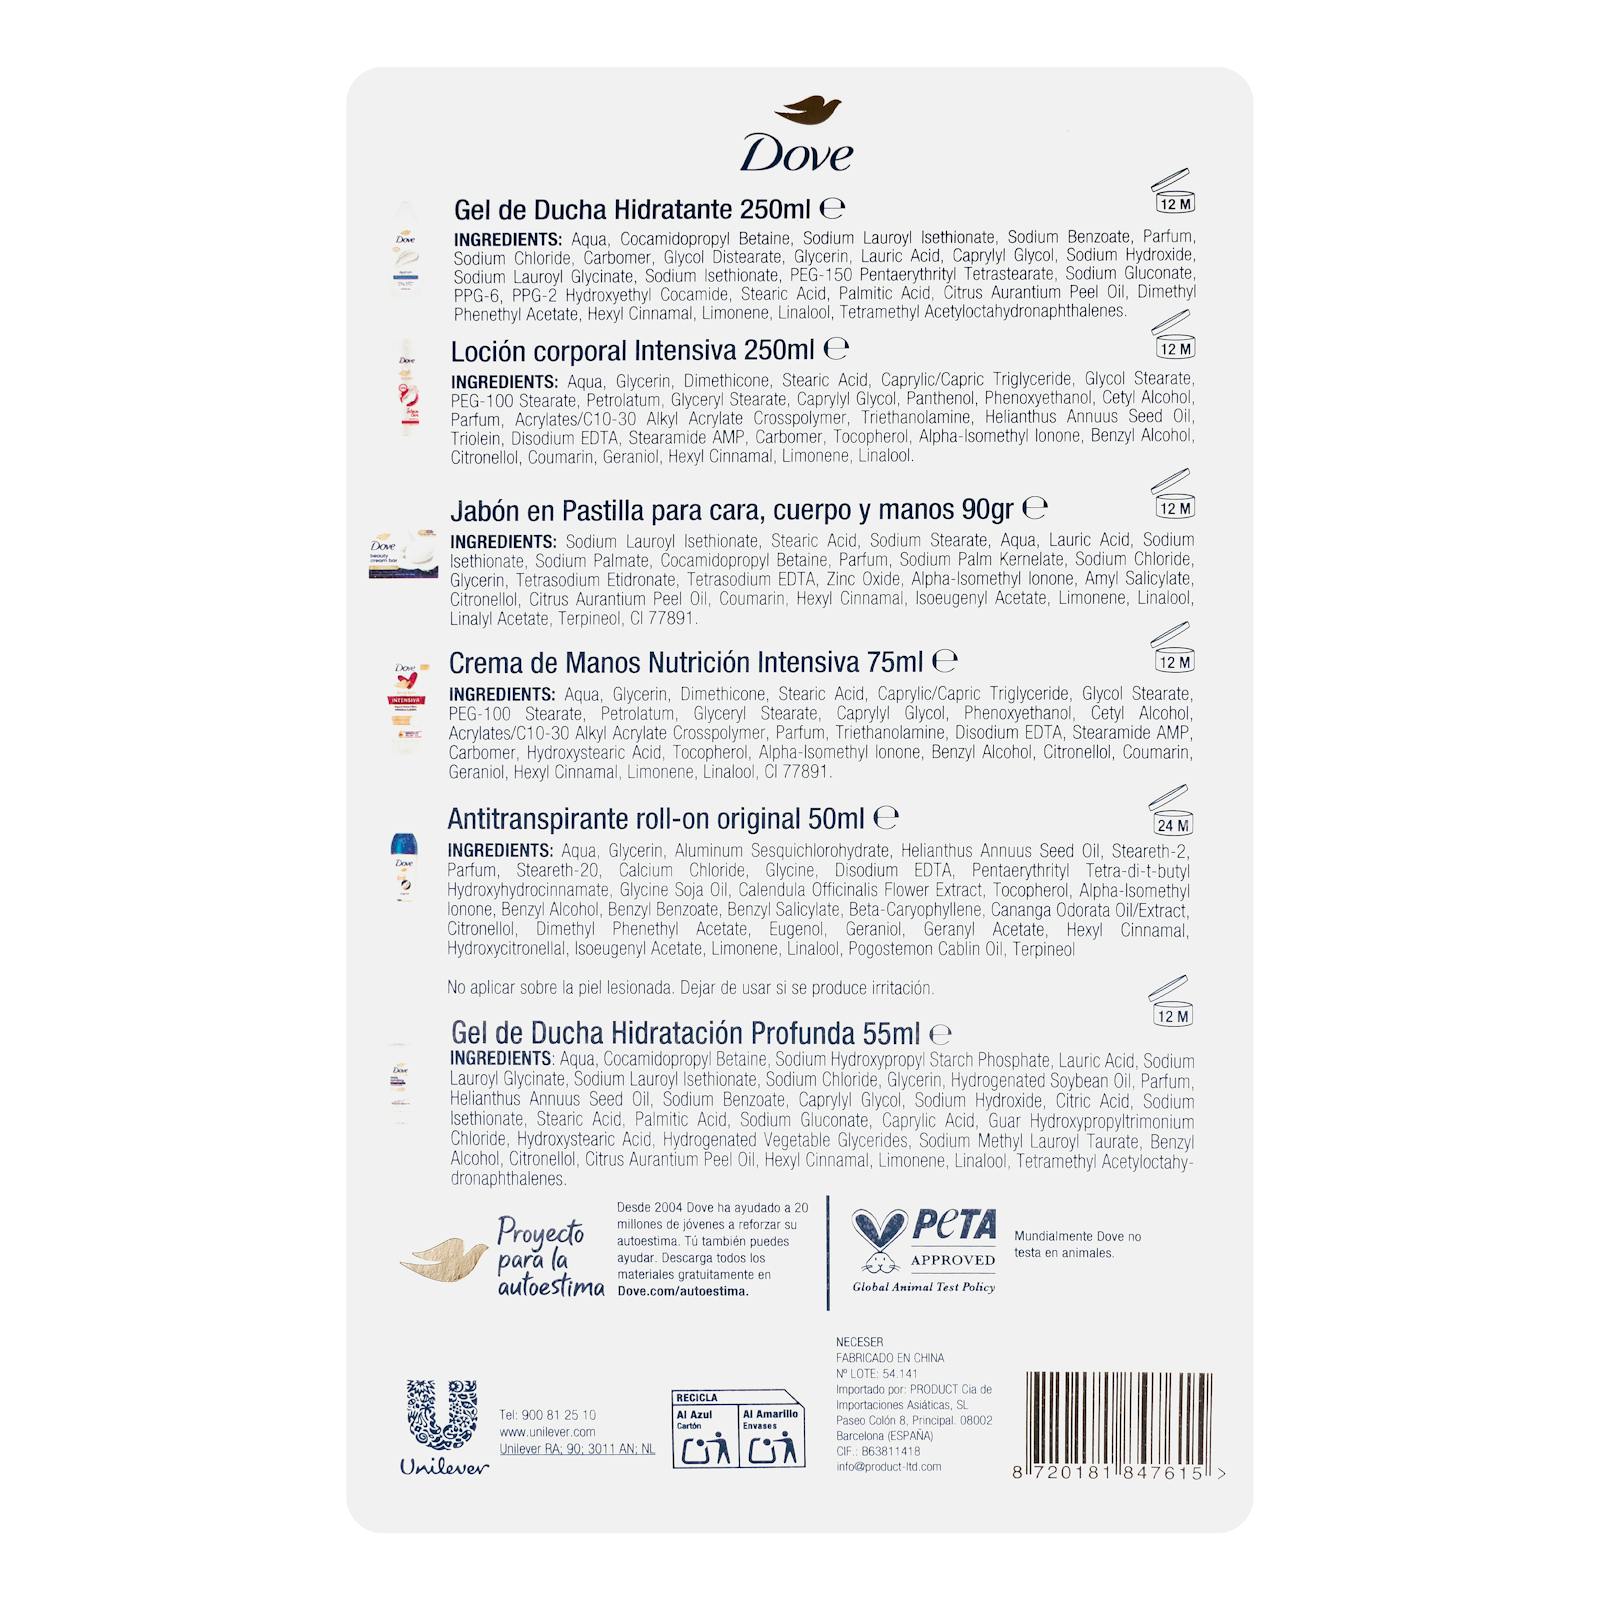 Dove
Gel de Ducha Hidratante 250ml ℮
12 M
INGREDIENTS: Aqua, Cocamidopropyl Betaine, Sodium Lauroyl Isethionate, Sodium Benzoate, Parfum,
Sodium Chloride, Carbomer, Glycol Distearate, Glycerin, Lauric Acid, Caprylyl Glycol, Sodium Hydroxide,
Sodium Lauroyl Glycinate, Sodium Isethionate, PEG-150 Pentaerythrityl Tetrastearate, Sodium Gluconate,
PPG-6, PPG-2 Hydroxyethyl Cocamide, Stearic Acid, Palmitic Acid, Citrus Aurantium Peel Oil, Dimethyl
Phenethyl Acetate, Hexyl Cinnamal, Limonene, Linalool, Tetramethyl Acetyloctahydronaphthalenes.
Dove
Loción corporal Intensiva 250ml ℮
12 M
INGREDIENTS: Aqua, Glycerin, Dimethicone, Stearic Acid, Caprylic/Capric Triglyceride, Glycol Stearate,
PEG-100 Stearate, Petrolatum, Glyceryl Stearate, Caprylyl Glycol, Panthenol, Phenoxyethanol, Cetyl Alcohol,
Parfum, Acrylates/C10-30 Alkyl Acrylate Crosspolymer, Triethanolamine, Helianthus Annuus Seed Oil,
Triolein, Disodium EDTA, Stearamide AMP, Carbomer, Tocopherol, Alpha-Isomethyl Ionone, Benzyl Alcohol,
Citronellol, Coumarin, Geraniol, Hexyl Cinnamal, Limonene, Linalool.
Dove
Jabón en Pastilla para cara, cuerpo y manos 90gr ℮
12 M
INGREDIENTS: Sodium Lauroyl Isethionate, Stearic Acid, Sodium Stearate, Aqua, Lauric Acid, Sodium
Isethionate, Sodium Palmate, Cocamidopropyl Betaine, Parfum, Sodium Palm Kernelate, Sodium Chloride,
Glycerin, Tetrasodium Etidronate, Tetrasodium EDTA, Zinc Oxide, Alpha-Isomethyl Ionone, Amyl Salicylate,
Citronellol, Citrus Aurantium Peel Oil, Coumarin, Hexyl Cinnamal, Isoeugenyl Acetate, Limonene, Linalool,
Linalyl Acetate, Terpineol, CI 77891.
Dove
beauty
cream bar
Crema de Manos Nutrición Intensiva 75ml ℮
12 M
INGREDIENTS: Aqua, Glycerin, Dimethicone, Stearic Acid, Caprylic/Capric Triglyceride, Glycol Stearate,
PEG-100 Stearate, Petrolatum, Glyceryl Stearate, Caprylyl Glycol, Phenoxyethanol, Cetyl Alcohol,
Acrylates/C10-30 Alkyl Acrylate Crosspolymer, Parfum, Triethanolamine, Disodium EDTA, Stearamide AMP,
Carbomer, Hydroxystearic Acid, Tocopherol, Alpha-Isomethyl Ionone, Benzyl Alcohol, Citronellol, Coumarin,
Geraniol, Hexyl Cinnamal, Limonene, Linalool, CI 77891.
Dove
INTENSIVA
Antitranspirante roll-on original 50ml ℮
24 M
INGREDIENTS: Aqua, Glycerin, Aluminum Sesquichlorohydrate, Helianthus Annuus Seed Oil, Steareth-2,
Parfum, Steareth-20, Calcium Chloride, Glycine, Disodium EDTA, Pentaerythrityl Tetra-di-t-butyl
Hydroxyhydrocinnamate, Glycine Soja Oil, Calendula Officinalis Flower Extract, Tocopherol, Alpha-Isomethyl
Ionone, Benzyl Alcohol, Benzyl Benzoate, Benzyl Salicylate, Beta-Caryophyllene, Cananga Odorata Oil/Extract,
Citronellol, Dimethyl Phenethyl Acetate, Eugenol, Geraniol, Geranyl Acetate, Hexyl Cinnamal,
Hydroxycitronellal, Isoeugenyl Acetate, Limonene, Linalool, Pogostemon Cablin Oil, Terpineol
Dove
No aplicar sobre la piel lesionada. Dejar de usar si se produce irritación.
12 M
Gel de Ducha Hidratación Profunda 55ml ℮
INGREDIENTS: Aqua, Cocamidopropyl Betaine, Sodium Hydroxypropyl Starch Phosphate, Lauric Acid, Sodium
Lauroyl Glycinate, Sodium Lauroyl Isethionate, Sodium Chloride, Glycerin, Hydrogenated Soybean Oil, Parfum,
Helianthus Annuus Seed Oil, Sodium Benzoate, Caprylyl Glycol, Sodium Hydroxide, Citric Acid, Sodium
Isethionate, Stearic Acid, Palmitic Acid, Sodium Gluconate, Caprylic Acid, Guar Hydroxypropyltrimonium
Chloride, Hydroxystearic Acid, Hydrogenated Vegetable Glycerides, Sodium Methyl Lauroyl Taurate, Benzyl
Alcohol, Citronellol, Citrus Aurantium Peel Oil, Hexyl Cinnamal, Limonene, Linalool, Tetramethyl Acetyloctahy-
dronaphthalenes.
Dove
Proyecto
para la
autoestima
Desde 2004 Dove ha ayudado a 20
millones de jóvenes a reforzar su
autoestima. Tú también puedes
ayudar. Descarga todos los
materiales gratuitamente en
Dove.com/autoestima.
PETA
APPROVED
Global Animal Test Policy
Mundialmente Dove no
testa en animales.
Unilever
Tel: 900 81 25 10
www.unilever.com
Unilever RA; 90; 3011 AN; NL
RECICLA
Al Azul
Cartón
Al Amarillo
Envases
NECESER
FABRICADO EN CHINA
Nº LOTE: 54.141
Importado por: PRODUCT Cia de
Importaciones Asiáticas, SL
Paseo Colón 8, Principal. 08002
Barcelona (ESPAÑA)
CIF.: B63811418
info@product-ltd.com
8 720181 847615 >